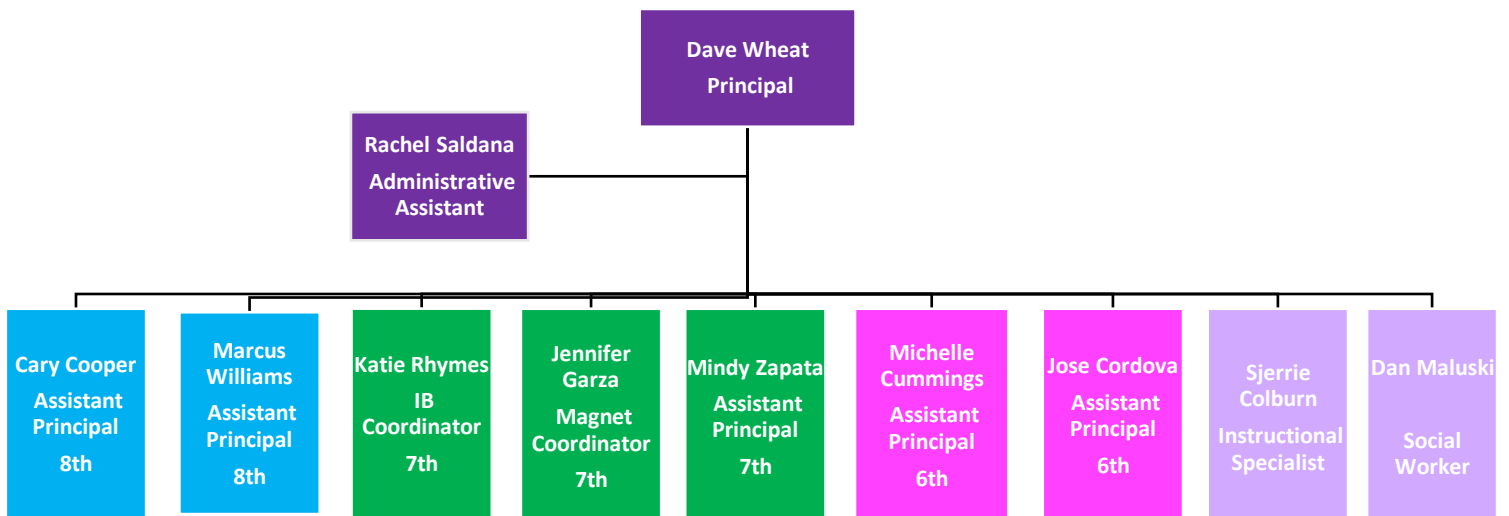 Dave Wheat
Principal
Rachel Saldana
Administrative
Assistant
Cary Cooper
Assistant
Principal
8th
Marcus
Williams
Assistant
Principal
8th
Katie Rhymes
IB
Coordinator
7th
Jennifer
Garza
Magnet
Coordinator
7th
Mindy Zapata
Assistant
Principal
7th
Michelle
Cummings
Assistant
Principal
6th
Jose Cordova
Assistant
Principal
6th
Sjerrie
Colburn
Instructional
Specialist
Dan Maluski
Social
Worker